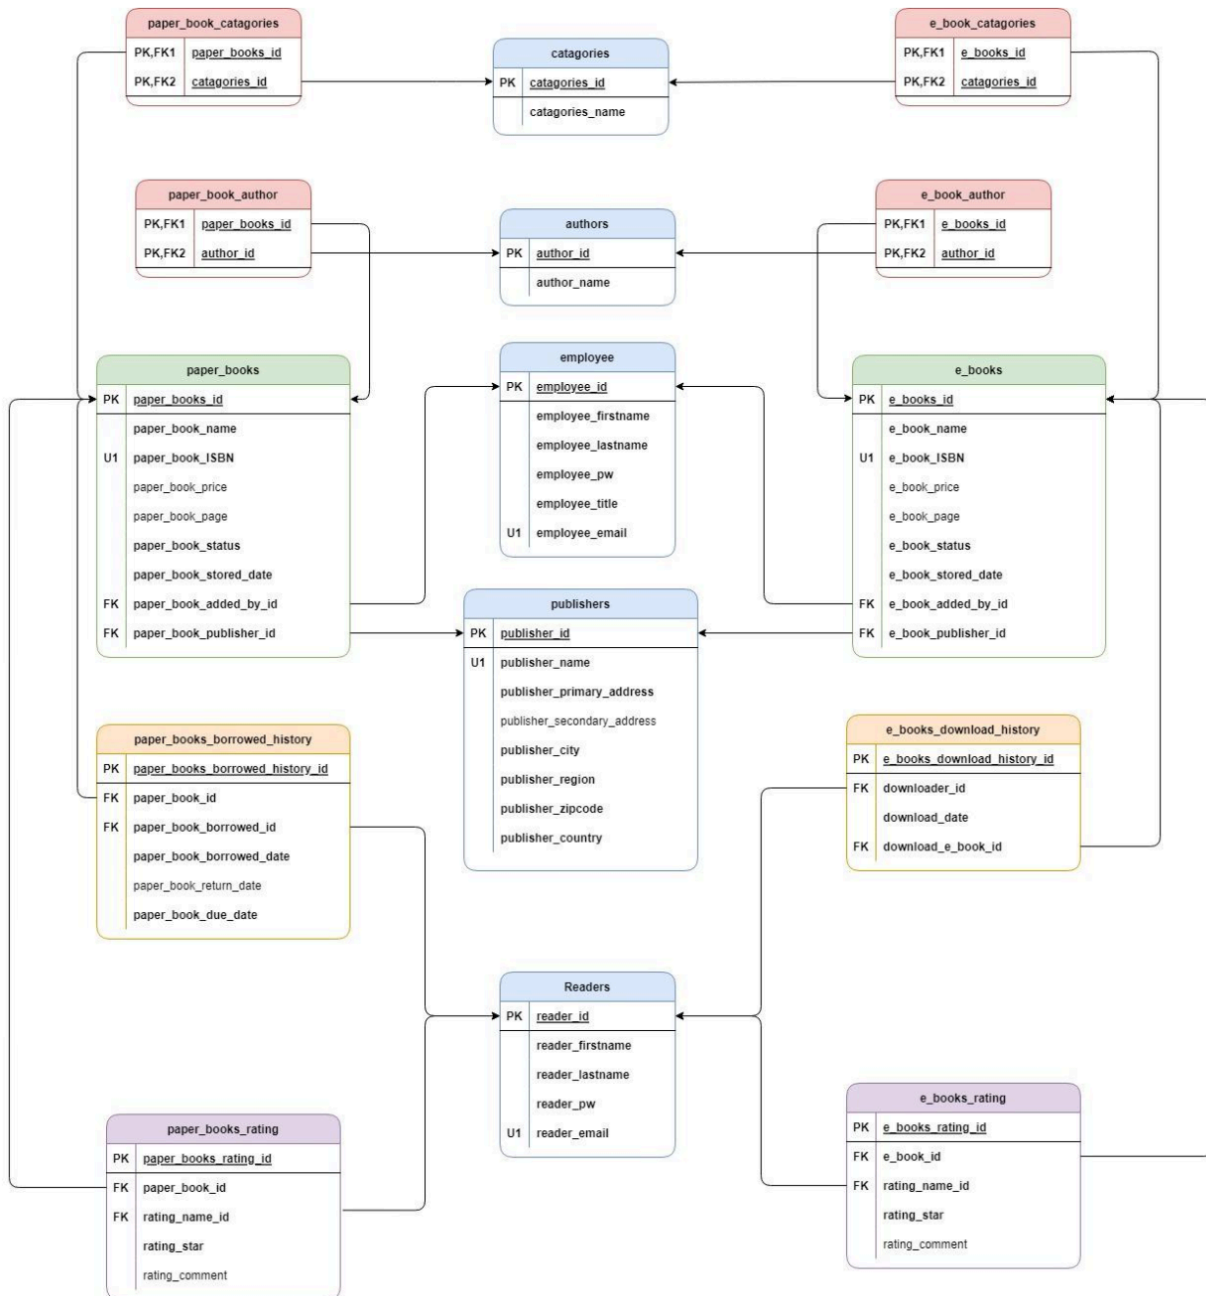 paper_book_catagories
PK,FK1 paper_books_id
PK,FK2 catagories_id
catagories
PK catagories_id
catagories_name
e_book_catagories
PK,FK1 e_books_id
PK,FK2 catagories_id
paper_book_author
PK,FK1 paper_books_id
PK,FK2 author_id
authors
PK author_id
author_name
e_book_author
PK,FK1 e_books_id
PK,FK2 author_id
paper_books
PK paper_books_id
paper_book_name
U1 paper_book_ISBN
paper_book_price
paper_book_page
paper_book_status
paper_book_stored_date
FK paper_book_added_by_id
FK paper_book_publisher_id
employee
PK employee_id
employee_firstname
employee_lastname
employee_pw
employee_title
U1 employee_email
e_books
PK e_books_id
e_book_name
U1 e_book_ISBN
e_book_price
e_book_page
e_book_status
e_book_stored_date
FK e_book_added_by_id
FK e_book_publisher_id
publishers
PK publisher_id
U1 publisher_name
publisher_primary_address
publisher_secondary_address
publisher_city
publisher_region
publisher_zipcode
publisher_country
paper_books_borrowed_history
PK paper_books_borrowed_history_id
FK paper_book_id
FK paper_book_borrowed_id
paper_book_borrowed_date
paper_book_return_date
paper_book_due_date
e_books_download_history
PK e_books_download_history_id
FK downloader_id
download_date
FK download_e_book_id
Readers
PK reader_id
reader_firstname
reader_lastname
reader_pw
U1 reader_email
paper_books_rating
PK paper_books_rating_id
FK paper_book_id
FK rating_name_id
rating_star
rating_comment
e_books_rating
PK e_books_rating_id
FK e_book_id
FK rating_name_id
rating_star
rating_comment